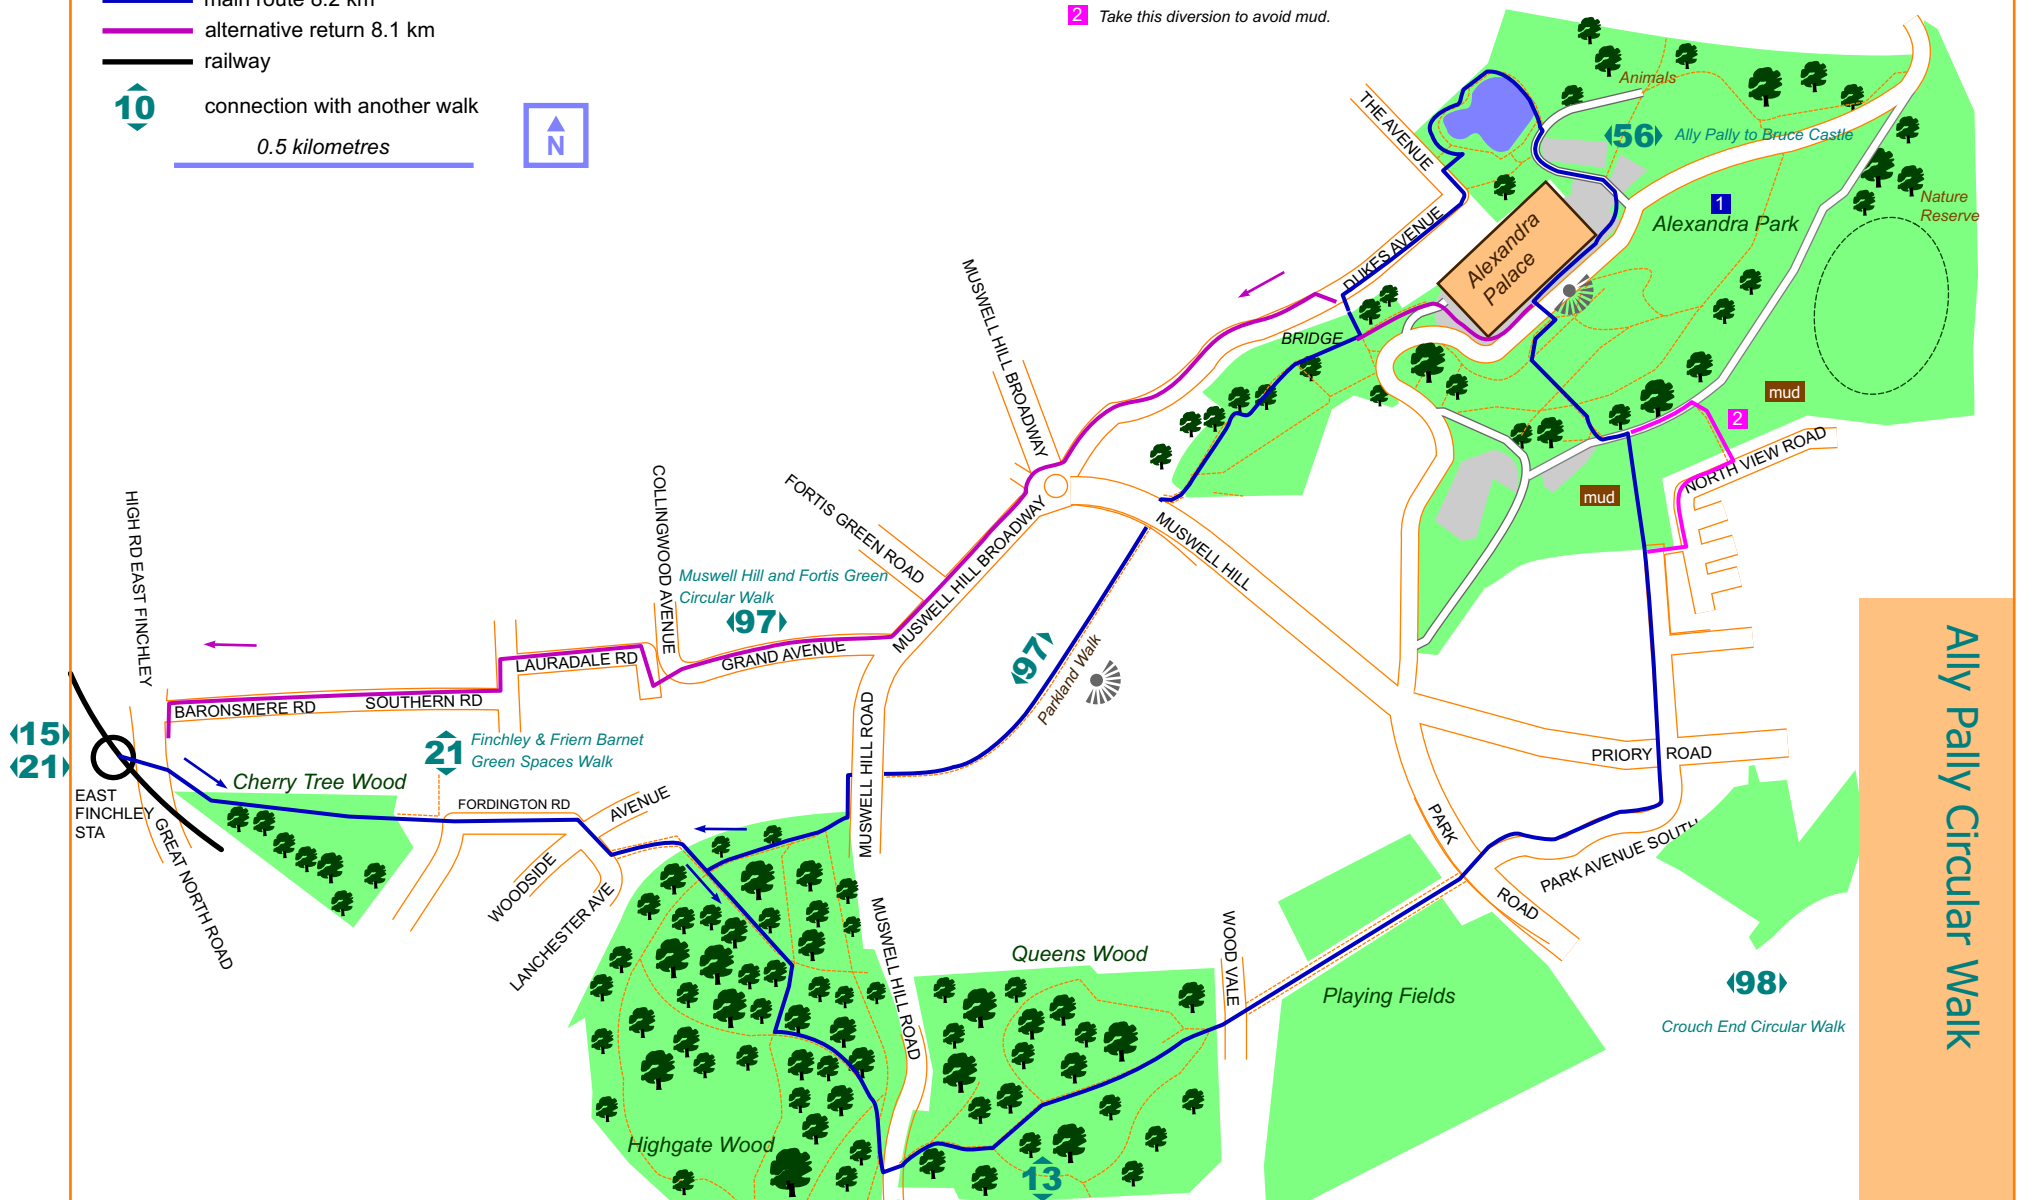 main route 8.2 km
alternative return 8.1 km
railway
10
connection with another walk
0.5 kilometres
N
2
Take this diversion to avoid mud.
Animals
56
Ally Pally to Bruce Castle
1
Alexandra Park
Nature
Reserve
THE AVENUE
DUKES AVENUE
Alexandra
Palace
BRIDGE
MUSWELL HILL BROADWAY
mud
2
NORTH VIEW ROAD
mud
HIGH RD EAST FINCHLEY
COLLINGWOOD AVENUE
FORTIS GREEN ROAD
MUSWELL HILL BROADWAY
MUSWELL HILL
Muswell Hill and Fortis Green
Circular Walk
97
97
Parkland Walk
GRAND AVENUE
LAURADALE RD
SOUTHERN RD
BARONSMERE RD
MUSWELL HILL ROAD
15
21
21
Finchley & Friern Barnet
Green Spaces Walk
Cherry Tree Wood
EAST
FINCHLEY
STA
GREAT NORTH ROAD
FORDINGTON RD
WOODSIDE
AVENUE
LANCHESTER AVE
PRIORY
ROAD
PARK
ROAD
PARK AVENUE SOUTH
MUSWELL HILL ROAD
Queens Wood
WOOD VALE
Playing Fields
98
Crouch End Circular Walk
Highgate Wood
13
Ally Pally Circular Walk